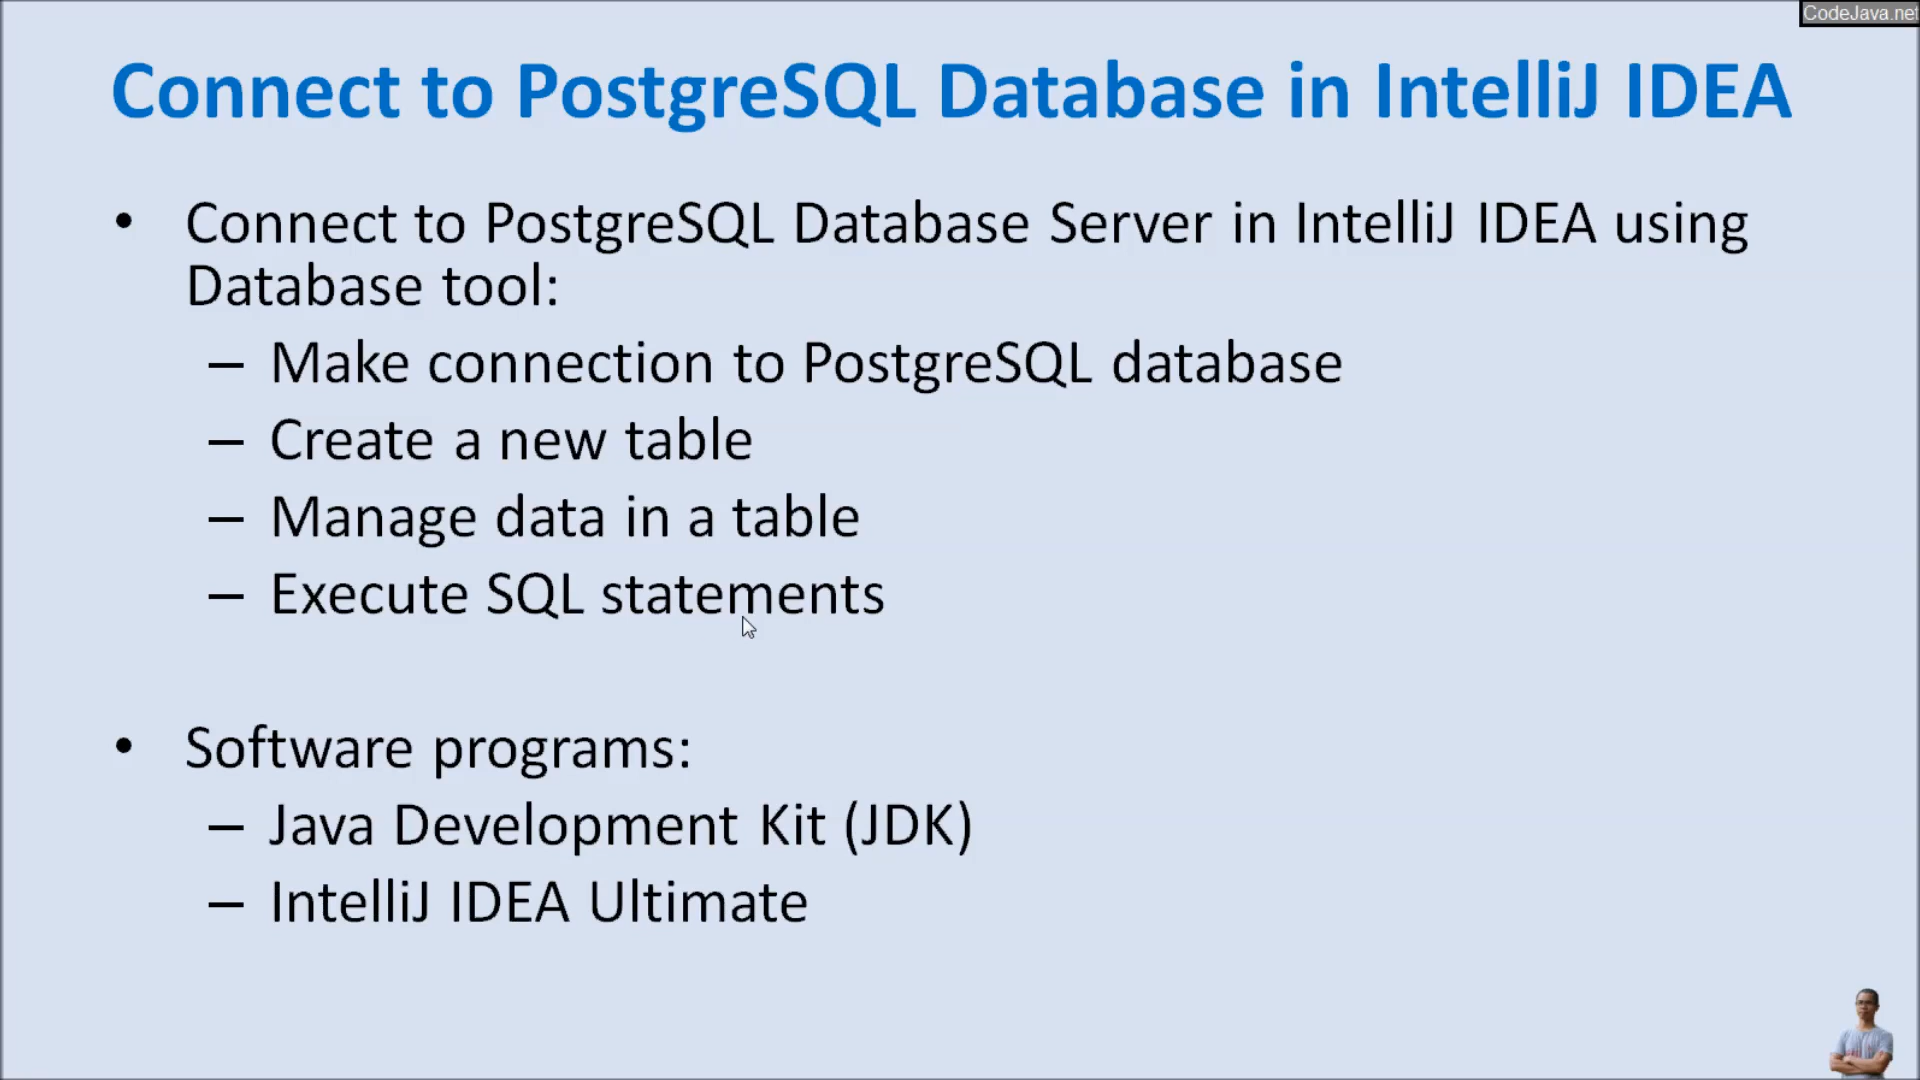 CodeJava.net
Connect to PostgreSQL Database in IntelliJ IDEA
• Connect to PostgreSQL Database Server in IntelliJ IDEA using
Database tool:
– Make connection to PostgreSQL database
– Create a new table
– Manage data in a table
– Execute SQL statements
• Software programs:
– Java Development Kit (JDK)
– IntelliJ IDEA Ultimate